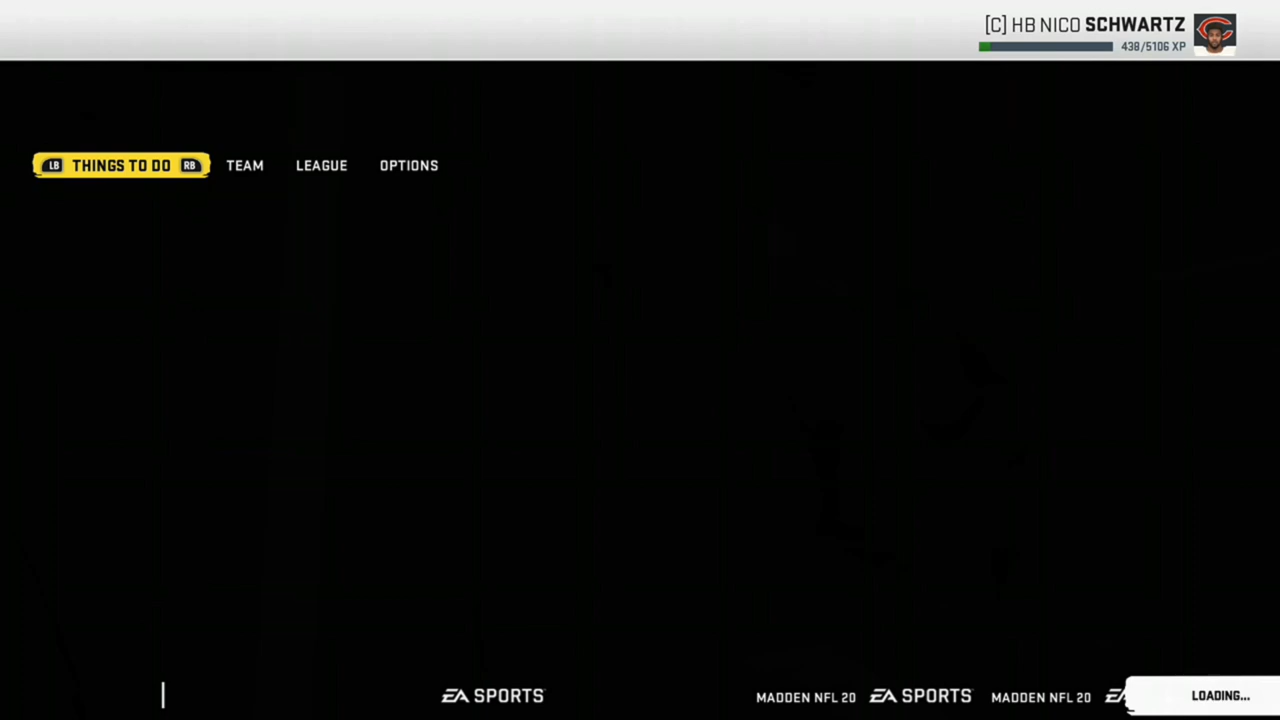 [C] HB NICO SCHWARTZ
438/5106 XP
LB THINGS TO DO RB TEAM LEAGUE OPTIONS
EA SPORTS MADDEN NFL 20 EA SPORTS MADDEN NFL 20 EA LOADING...